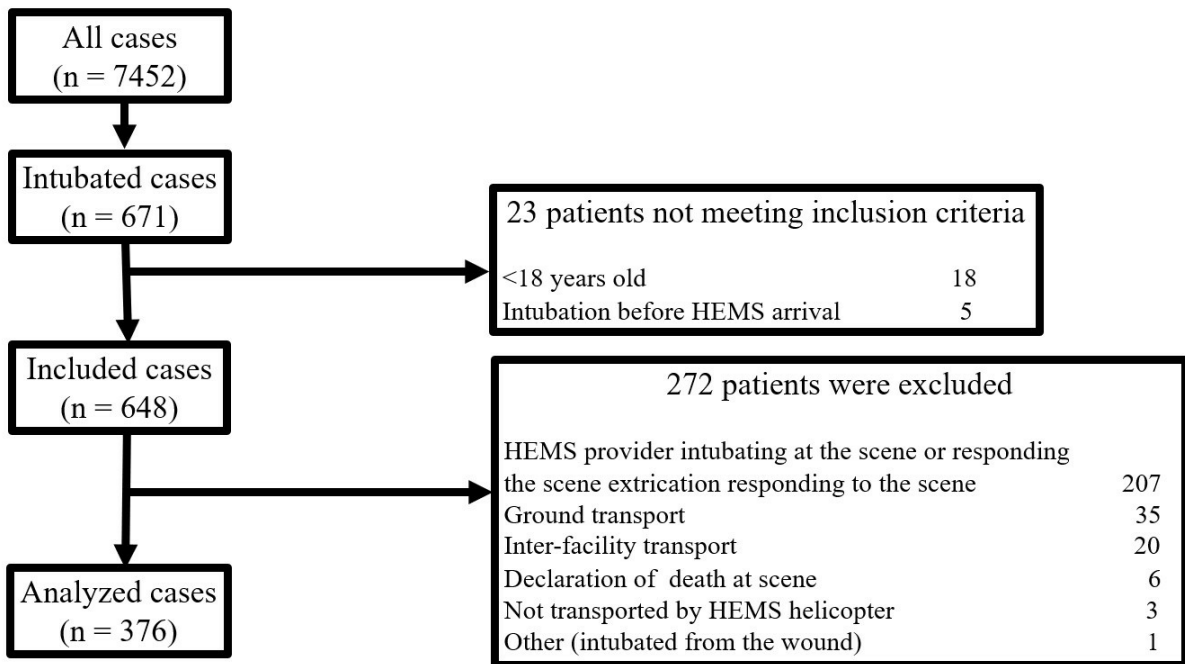 All cases
(n = 7452)
Intubated cases
(n = 671)
23 patients not meeting inclusion criteria
<18 years old 18
Intubation before HEMS arrival 5
Included cases
(n = 648)
272 patients were excluded
HEMS provider intubating at the scene or responding
the scene extrication responding to the scene 207
Ground transport 35
Inter-facility transport 20
Declaration of death at scene 6
Not transported by HEMS helicopter 3
Other (intubated from the wound) 1
Analyzed cases
(n = 376)